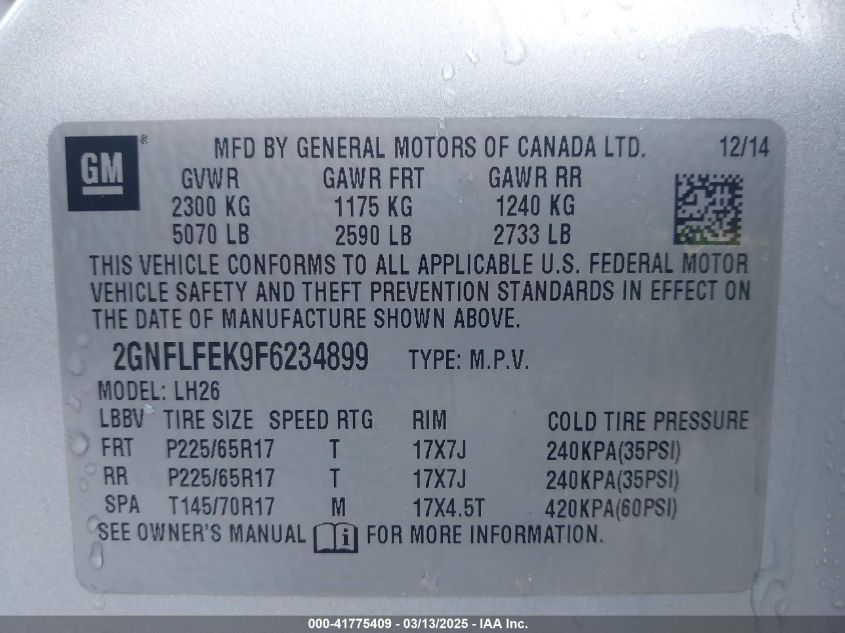 GM ® MFD BY GENERAL MOTORS OF CANADA LTD. 12/14
GVWR GAWR FRT GAWR RR
2300 KG 1175 KG 1240 KG
5070 LB 2590 LB 2733 LB
THIS VEHICLE CONFORMS TO ALL APPLICABLE U.S. FEDERAL MOTOR
VEHICLE SAFETY AND THEFT PREVENTION STANDARDS IN EFFECT ON
THE DATE OF MANUFACTURE SHOWN ABOVE.
2GNFLFEK9F6234899 TYPE: M.P.V.
MODEL: LH26
LBBV TIRE SIZE SPEED RTG RIM COLD TIRE PRESSURE
FRT P225/65R17 T 17X7J 240KPA(35PSI)
RR P225/65R17 T 17X7J 240KPA(35PSI)
SPA T145/70R17 M 17X4.5T 420KPA(60PSI)
SEE OWNER'S MANUAL FOR MORE INFORMATION.
000-41775409 - 03/13/2025 - IAA Inc.